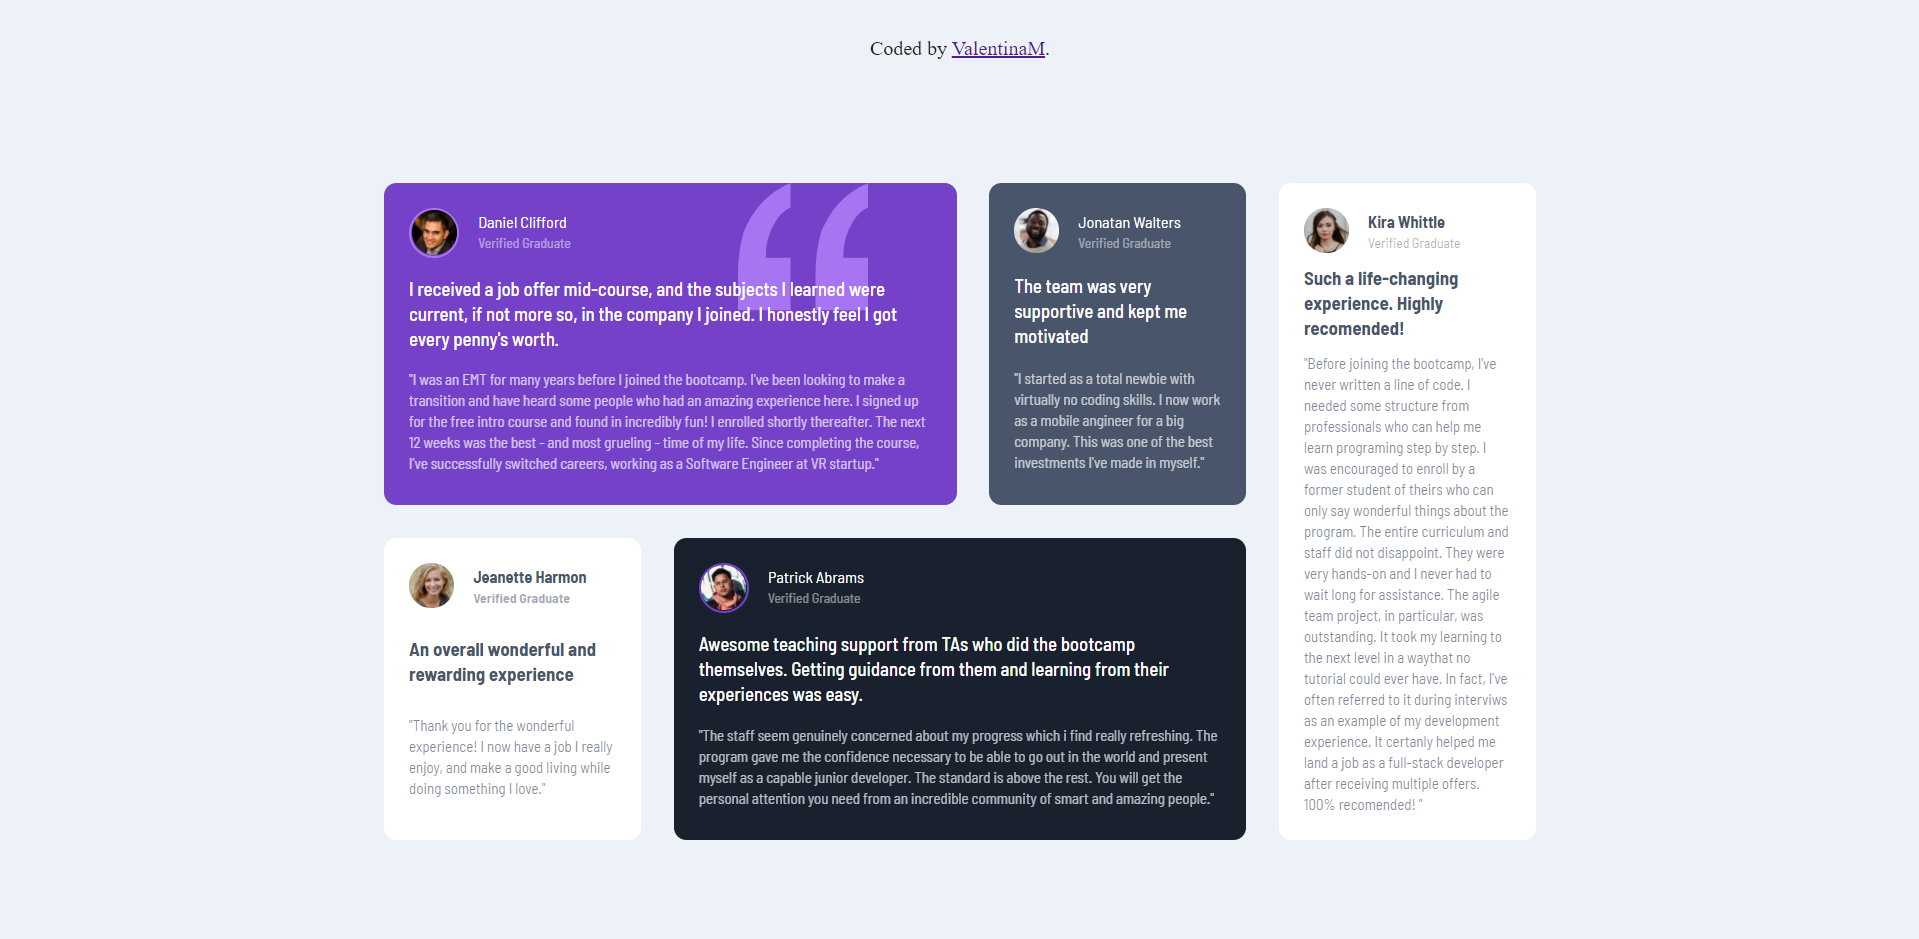 Coded by ValentinaM.
Daniel Clifford
Verified Graduate
I received a job offer mid-course, and the subjects I learned were
current, if not more so, in the company I joined. I honestly feel I got
every penny's worth.
"I was an EMT for many years before I joined the bootcamp. I've been looking to make a
transition and have heard some people who had an amazing experience here. I signed up
for the free intro course and found in incredibly fun! I enrolled shortly thereafter. The next
12 weeks was the best - and most grueling - time of my life. Since completing the course,
I've successfully switched careers, working as a Software Engineer at VR startup."
Jonatan Walters
Verified Graduate
The team was very
supportive and kept me
motivated
"I started as a total newbie with
virtually no coding skills. I now work
as a mobile angineer for a big
company. This was one of the best
investments I've made in myself."
Kira Whittle
Verified Graduate
Such a life-changing
experience. Highly
recomended!
"Before joining the bootcamp, I've
never written a line of code. I
needed some structure from
professionals who can help me
learn programing step by step. I
was encouraged to enroll by a
former student of theirs who can
only say wonderful things about the
program. The entire curriculum and
staff did not disappoint. They were
very hands-on and I never had to
wait long for assistance. The agile
team project, in particular, was
outstanding. It took my learning to
the next level in a waythat no
tutorial could ever have. In fact, I've
often referred to it during interviws
as an example of my development
experience. It certanly helped me
land a job as a full-stack developer
after receiving multiple offers.
100% recomended! "
Jeanette Harmon
Verified Graduate
An overall wonderful and
rewarding experience
"Thank you for the wonderful
experience! I now have a job I really
enjoy, and make a good living while
doing something I love."
Patrick Abrams
Verified Graduate
Awesome teaching support from TAs who did the bootcamp
themselves. Getting guidance from them and learning from their
experiences was easy.
"The staff seem genuinely concerned about my progress which i find really refreshing. The
program gave me the confidence necessary to be able to go out in the world and present
myself as a capable junior developer. The standard is above the rest. You will get the
personal attention you need from an incredible community of smart and amazing people."